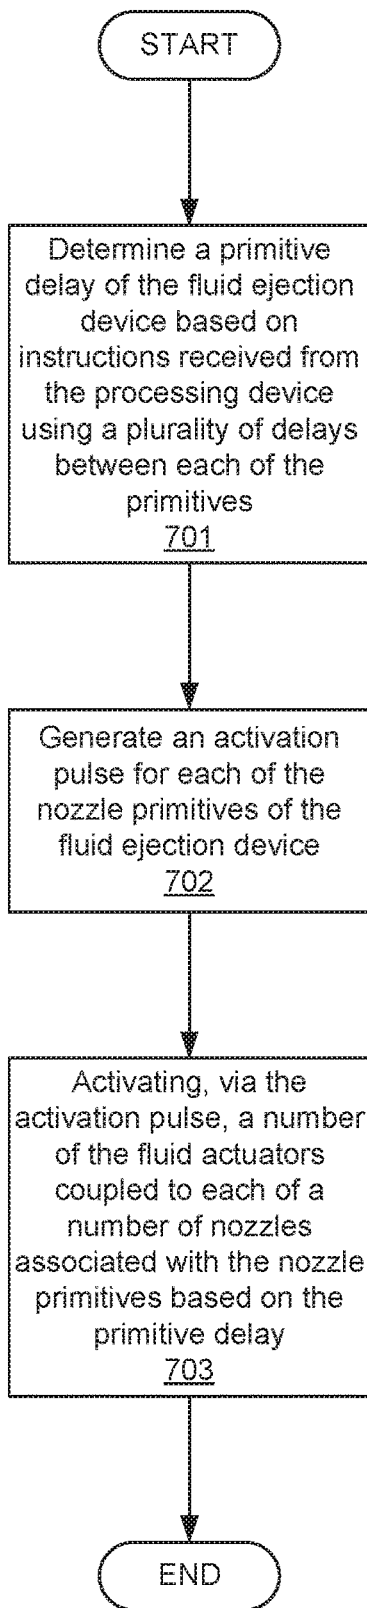 START
Determine a primitive
delay of the fluid ejection
device based on
instructions received from
the processing device
using a plurality of delays
between each of the
primitives
701
Generate an activation
pulse for each of the
nozzle primitives of the
fluid ejection device
702
Activating, via the
activation pulse, a number
of the fluid actuators
coupled to each of a
number of nozzles
associated with the nozzle
primitives based on the
primitive delay
703
END